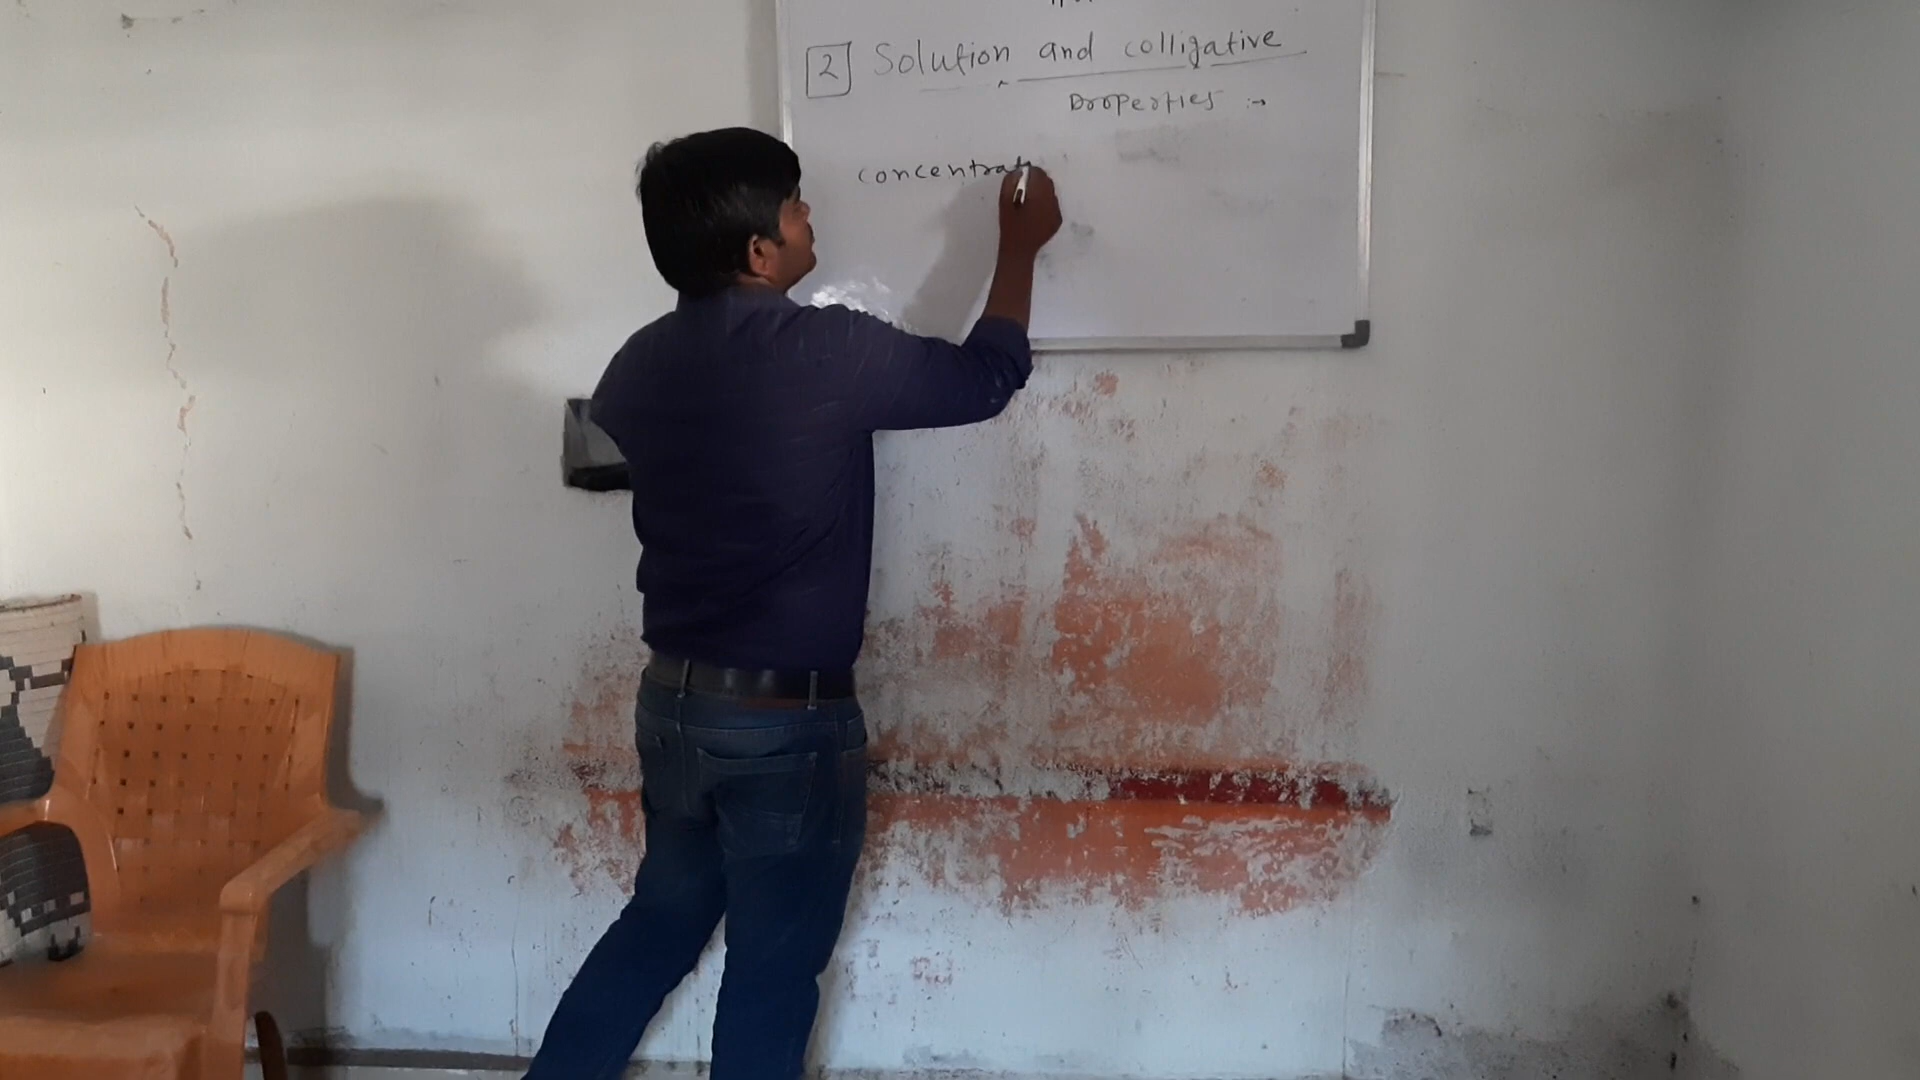 2 Solution and colligative
Properties :→
concentrat